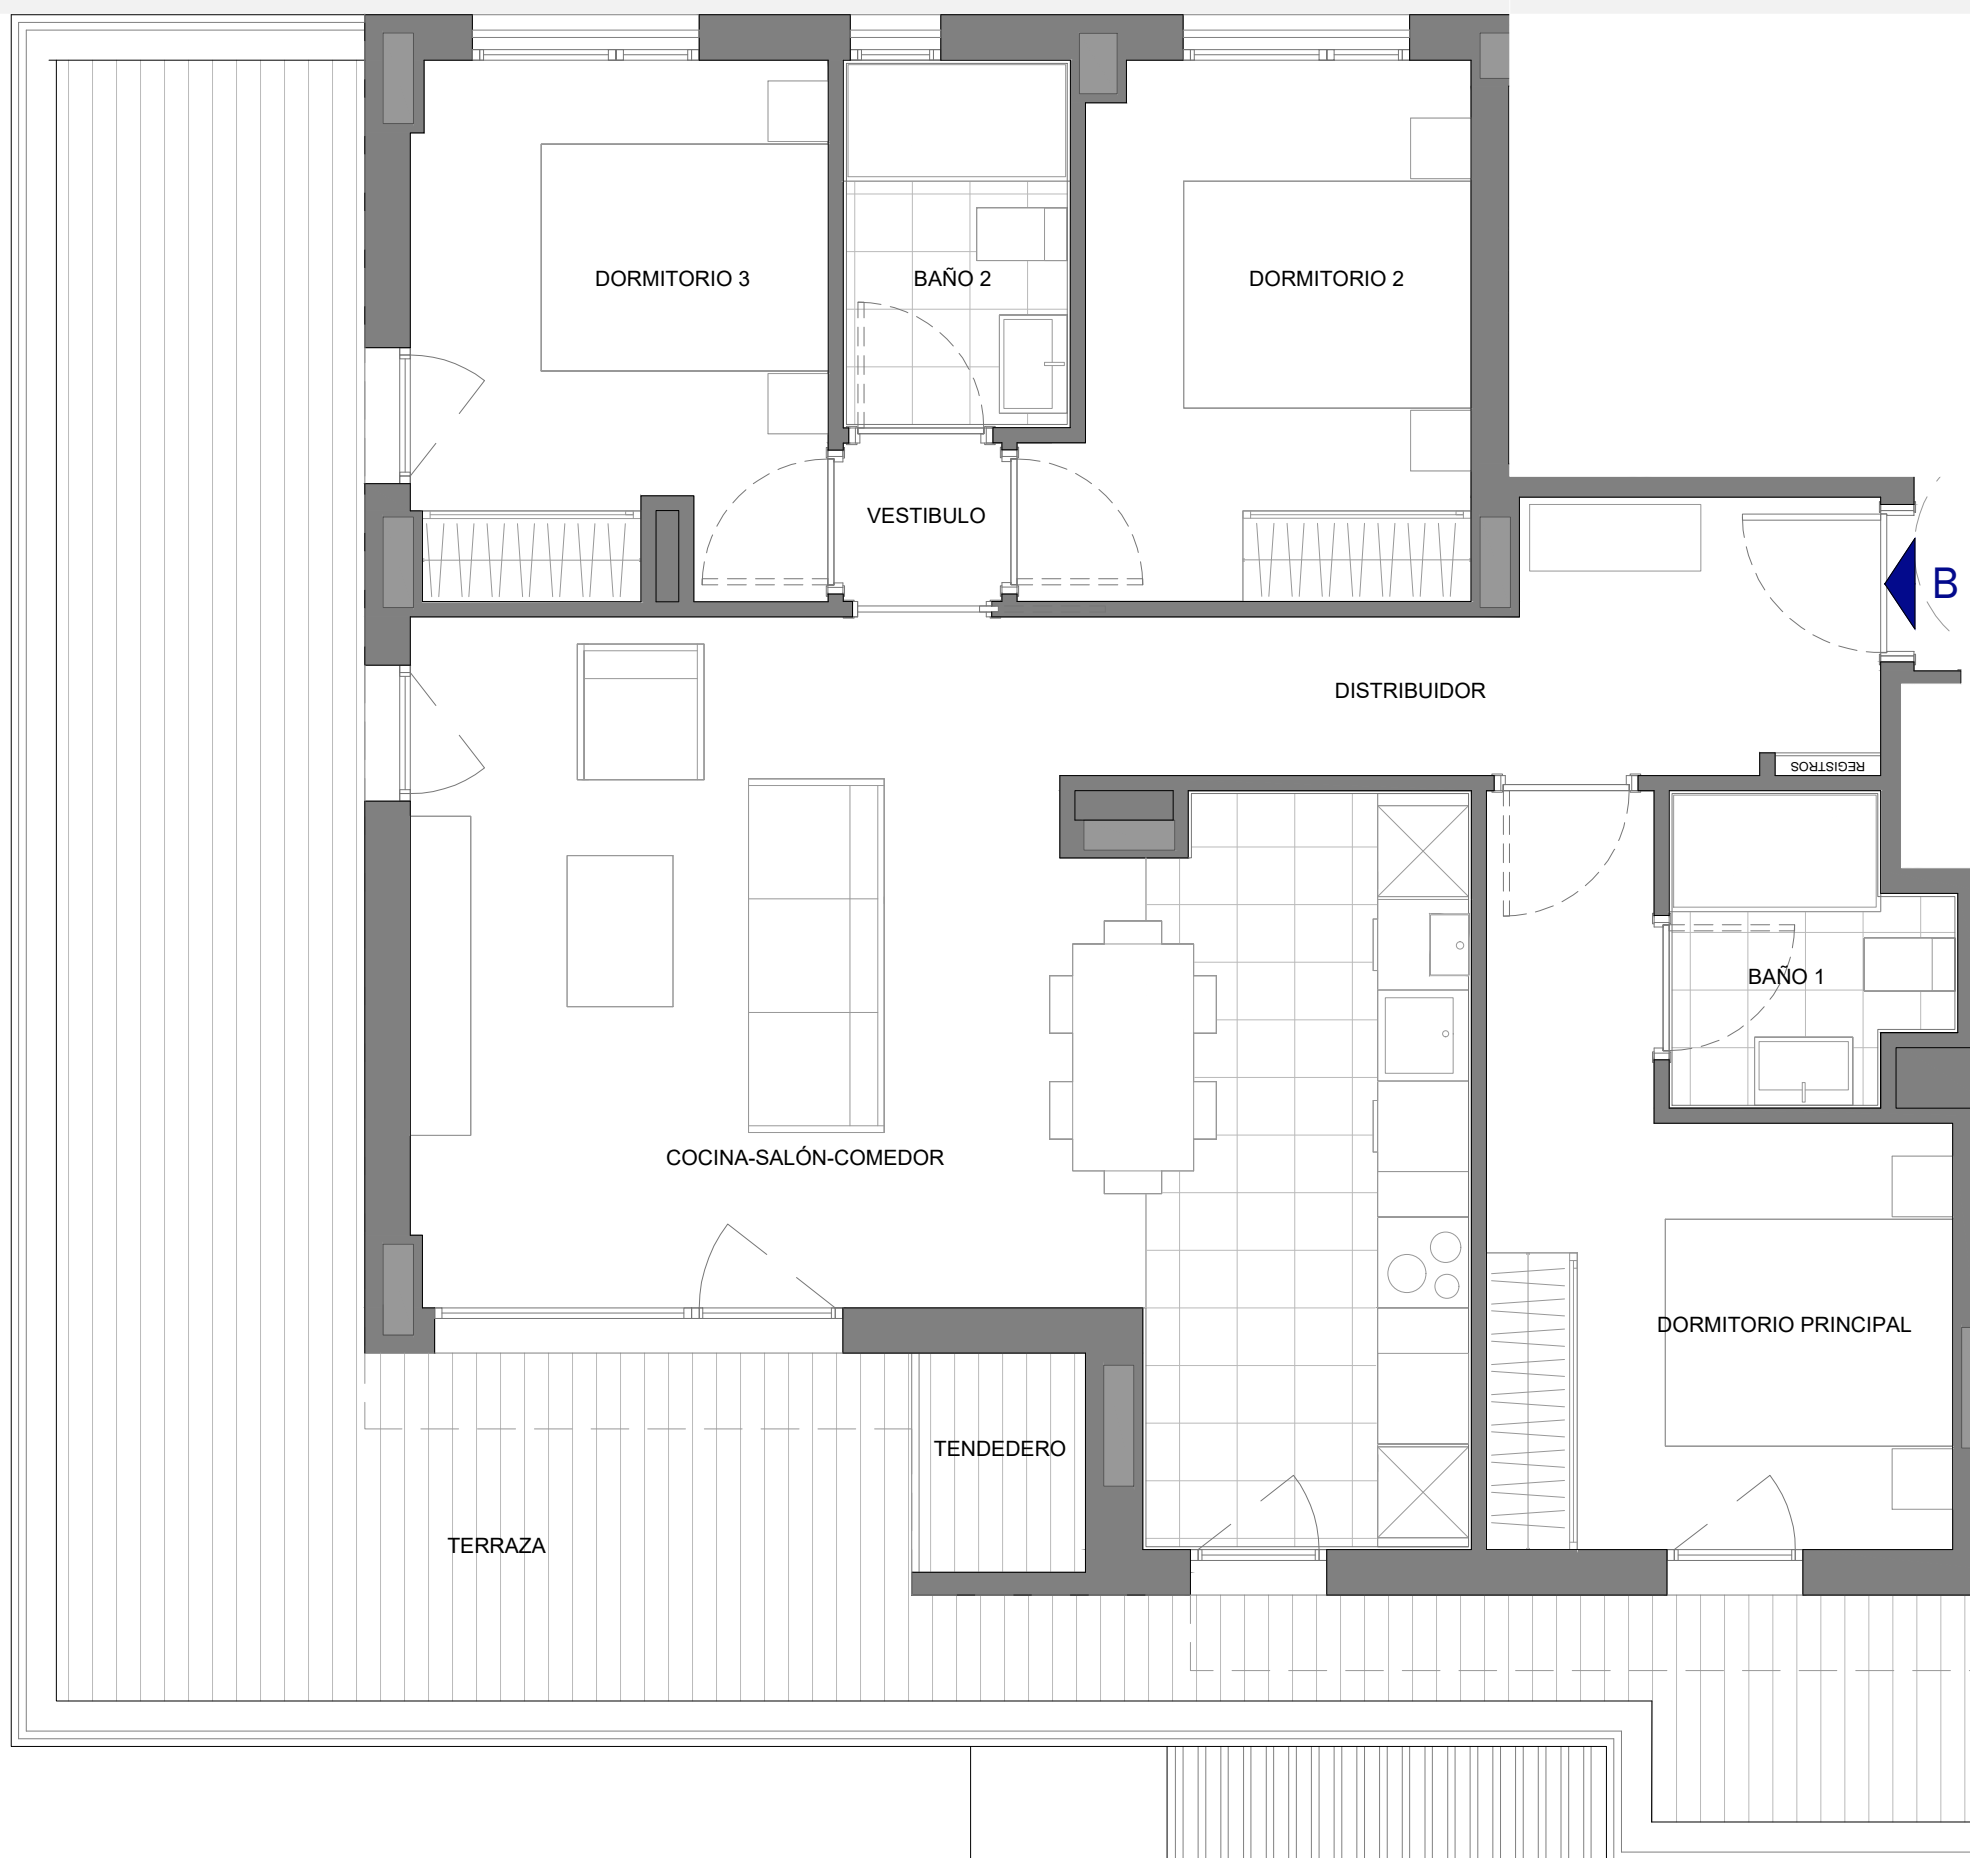 DORMITORIO 3
BAÑO 2
DORMITORIO 2
VESTIBULO
B
DISTRIBUIDOR
REGISTROS
BAÑO 1
COCINA-SALÓN-COMEDOR
DORMITORIO PRINCIPAL
TENDEDERO
TERRAZA